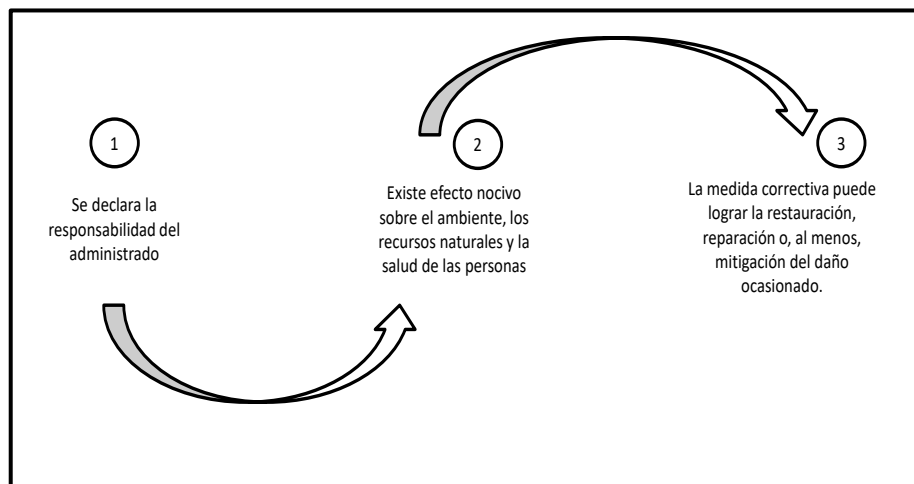 1
Se declara la
responsabilidad del
administrado
2
Existe efecto nocivo
sobre el ambiente, los
recursos naturales y la
salud de las personas
3
La medida correctiva puede
lograr la restauración,
reparación o, al menos,
mitigación del daño
ocasionado.